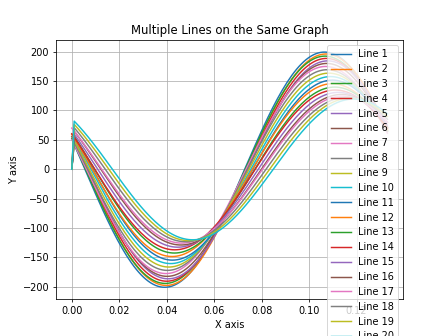 Multiple Lines on the Same Graph
200
150
100
50
0
−50
−100
−150
−200
Y axis
0.00
0.02
0.04
0.06
0.08
0.10
X axis
Line 1
Line 2
Line 3
Line 4
Line 5
Line 6
Line 7
Line 8
Line 9
Line 10
Line 11
Line 12
Line 13
Line 14
Line 15
Line 16
Line 17
Line 18
Line 19
Line 20